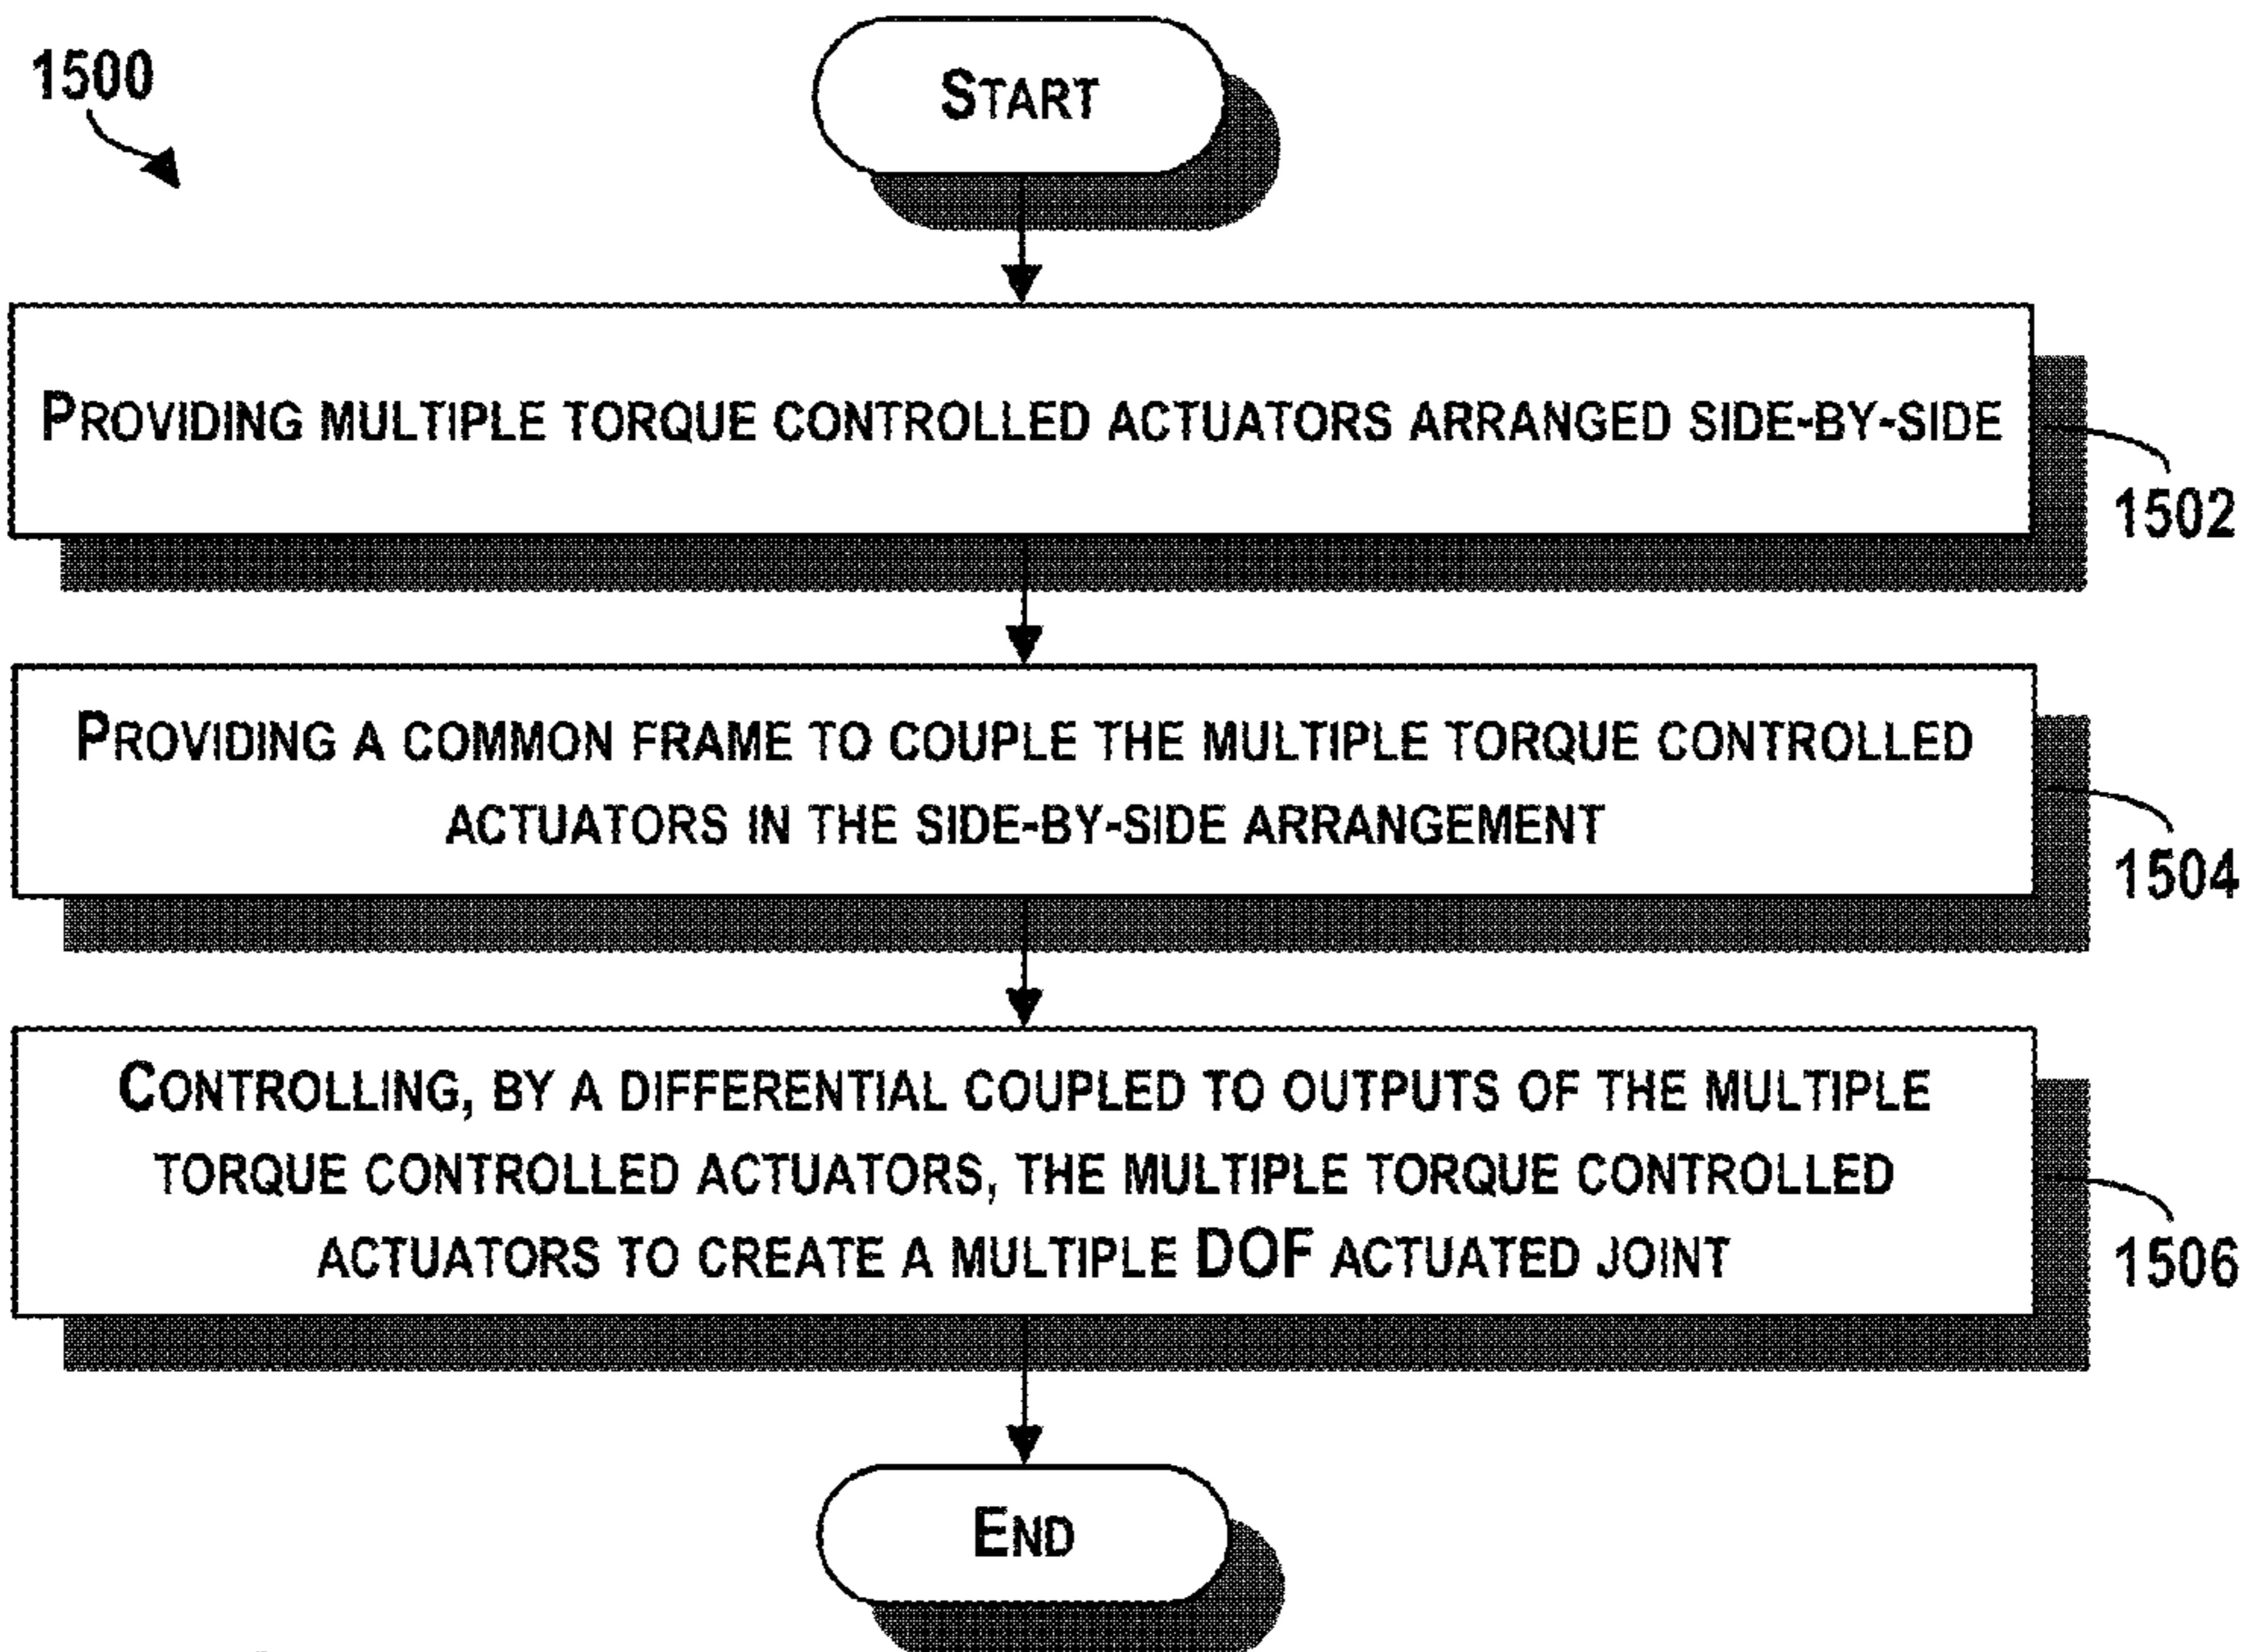 1500
START
PROVIDING MULTIPLE TORQUE CONTROLLED ACTUATORS ARRANGED SIDE-BY-SIDE
1502
PROVIDING A COMMON FRAME TO COUPLE THE MULTIPLE TORQUE CONTROLLED
ACTUATORS IN THE SIDE-BY-SIDE ARRANGEMENT
1504
CONTROLLING, BY A DIFFERENTIAL COUPLED TO OUTPUTS OF THE MULTIPLE
TORQUE CONTROLLED ACTUATORS, THE MULTIPLE TORQUE CONTROLLED
ACTUATORS TO CREATE A MULTIPLE DOF ACTUATED JOINT
1506
END